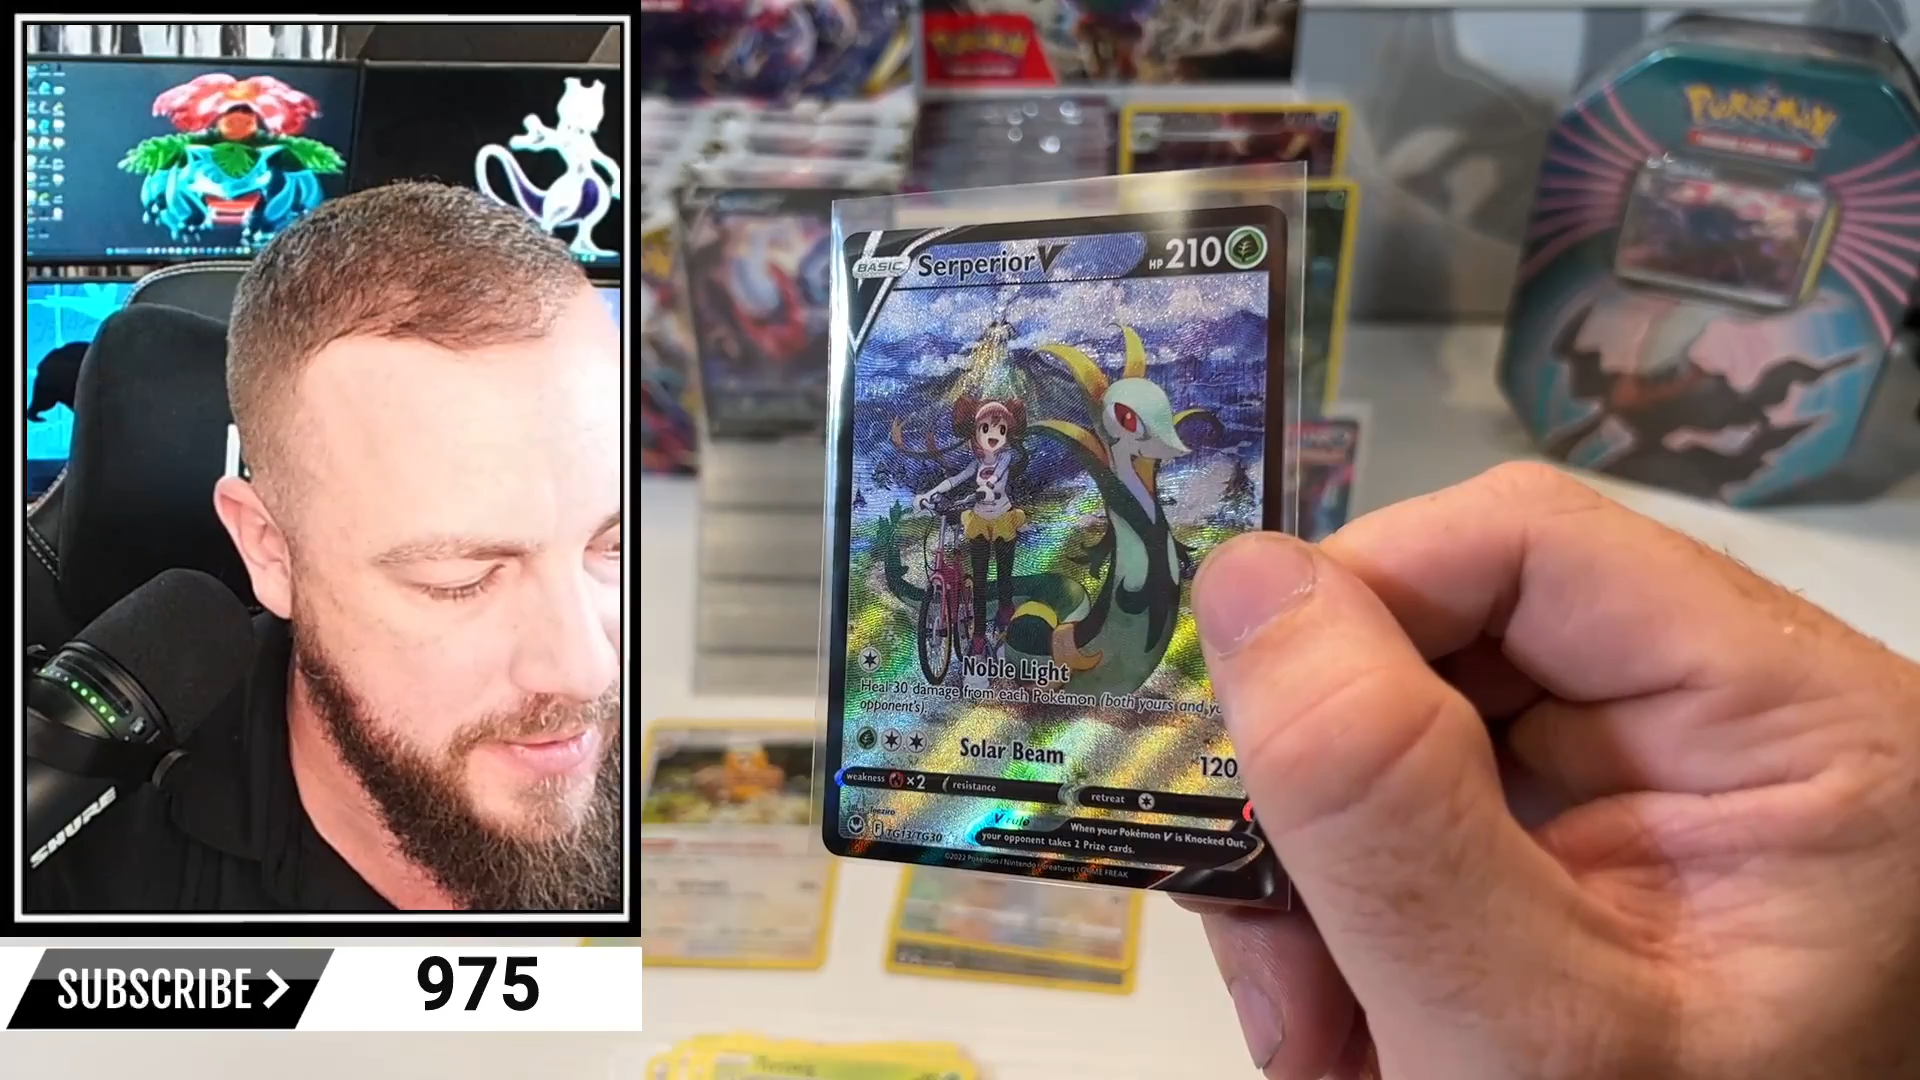 POKÉMON
BASIC
Serperior V
HP 210
Noble Light
Heal 30 damage from each Pokémon (both yours and
opponent's)
Solar Beam
120
weakness ×2
resistance
retreat
Illus. Teeziro
F TG13/TG30
V rule
When your Pokémon V is Knocked Out,
your opponent takes 2 Prize cards.
©2022 Pokémon / Nintendo / Creatures / GAME FREAK
SHURE
SUBSCRIBE
975